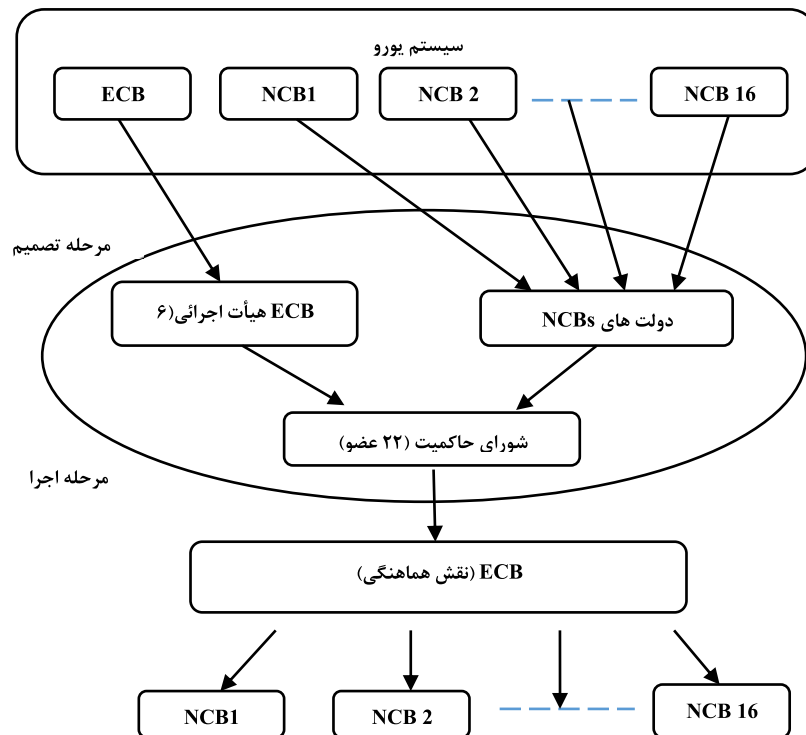 سیستم یورو
ECB
NCB1
NCB 2
NCB 16
مرحله تصمیم
ECB هیأت اجرائی(۶
دولت های NCBs
شورای حاکمیت (۲۲ عضو)
مرحله اجرا
ECB (نقش هماهنگی)
NCB1
NCB 2
NCB 16